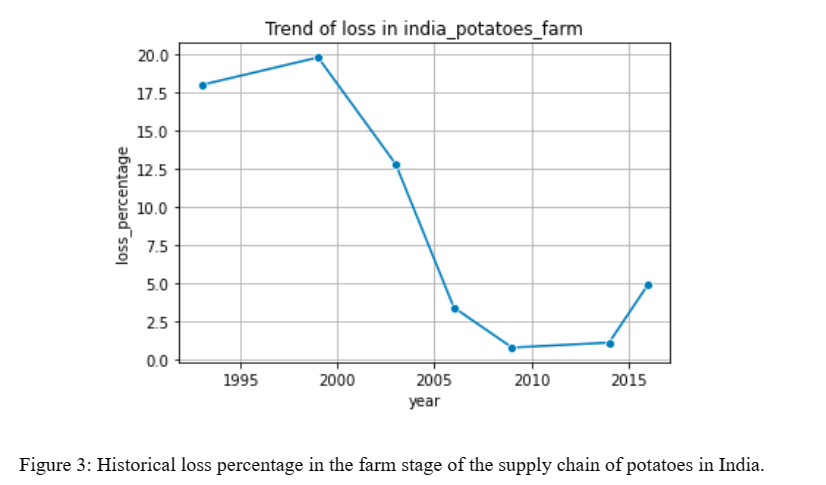 Trend of loss in india_potatoes_farm
20.0
17.5
15.0
12.5
10.0
7.5
5.0
2.5
0.0
loss_percentage
1995 2000 2005 2010 2015
year
Figure 3: Historical loss percentage in the farm stage of the supply chain of potatoes in India.